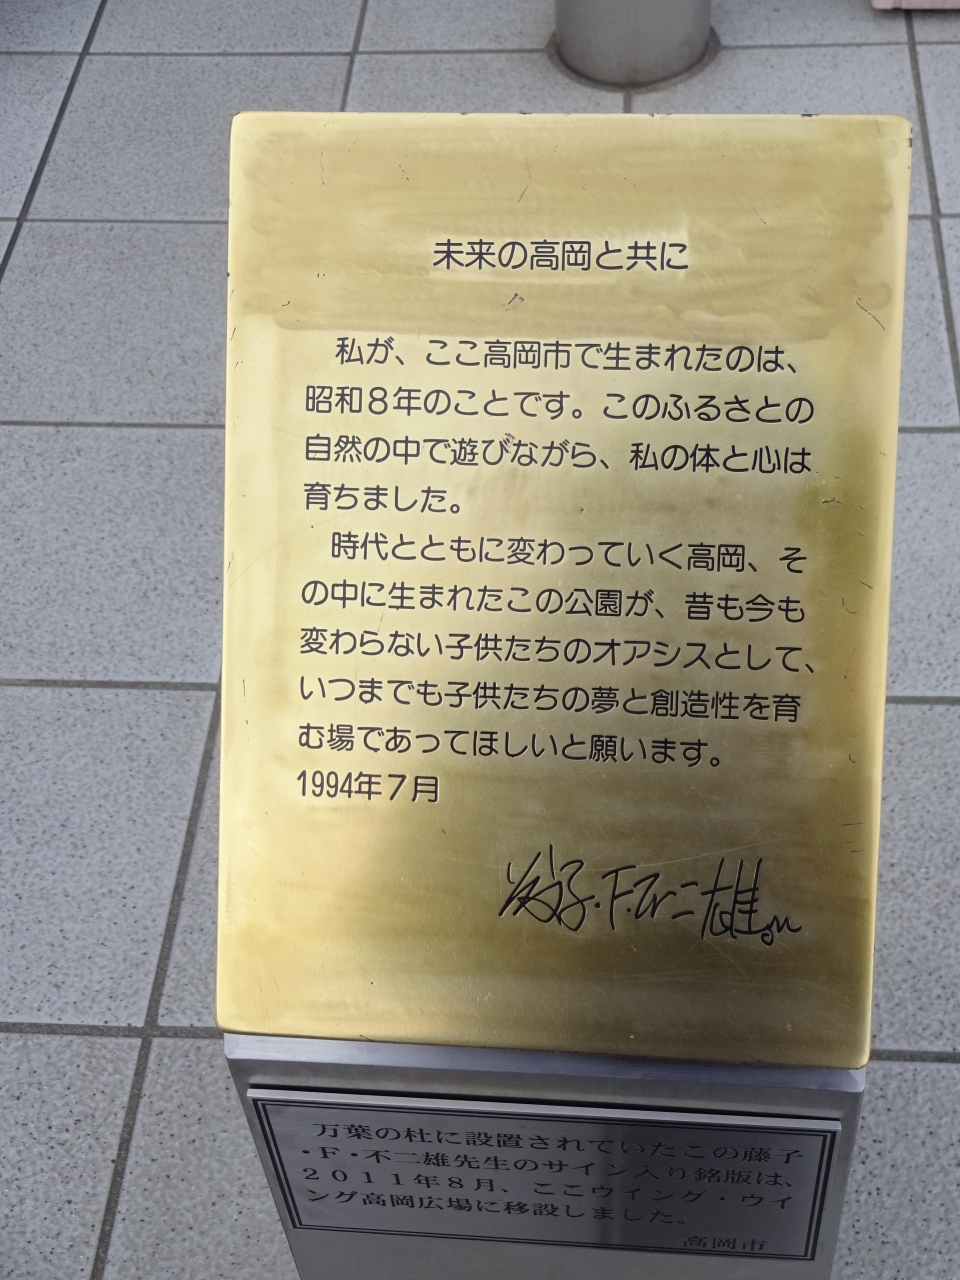 未来の高岡と共に
私が、ここ高岡市で生まれたのは、
昭和８年のことです。このふるさとの
自然の中で遊びながら、私の体と心は
育ちました。
時代とともに変わっていく高岡、そ
の中に生まれたこの公園が、昔も今も
変わらない子供たちのオアシスとして、
いつまでも子供たちの夢と創造性を育
む場であってほしいと願います。
1994年７月
藤子・F・不二雄
万葉の杜に設置されていたこの藤子
・Ｆ・不二雄先生のサイン入り銘版は、
２０１１年８月、ここウイング・ウイ
ング高岡広場に移設しました。
高岡市